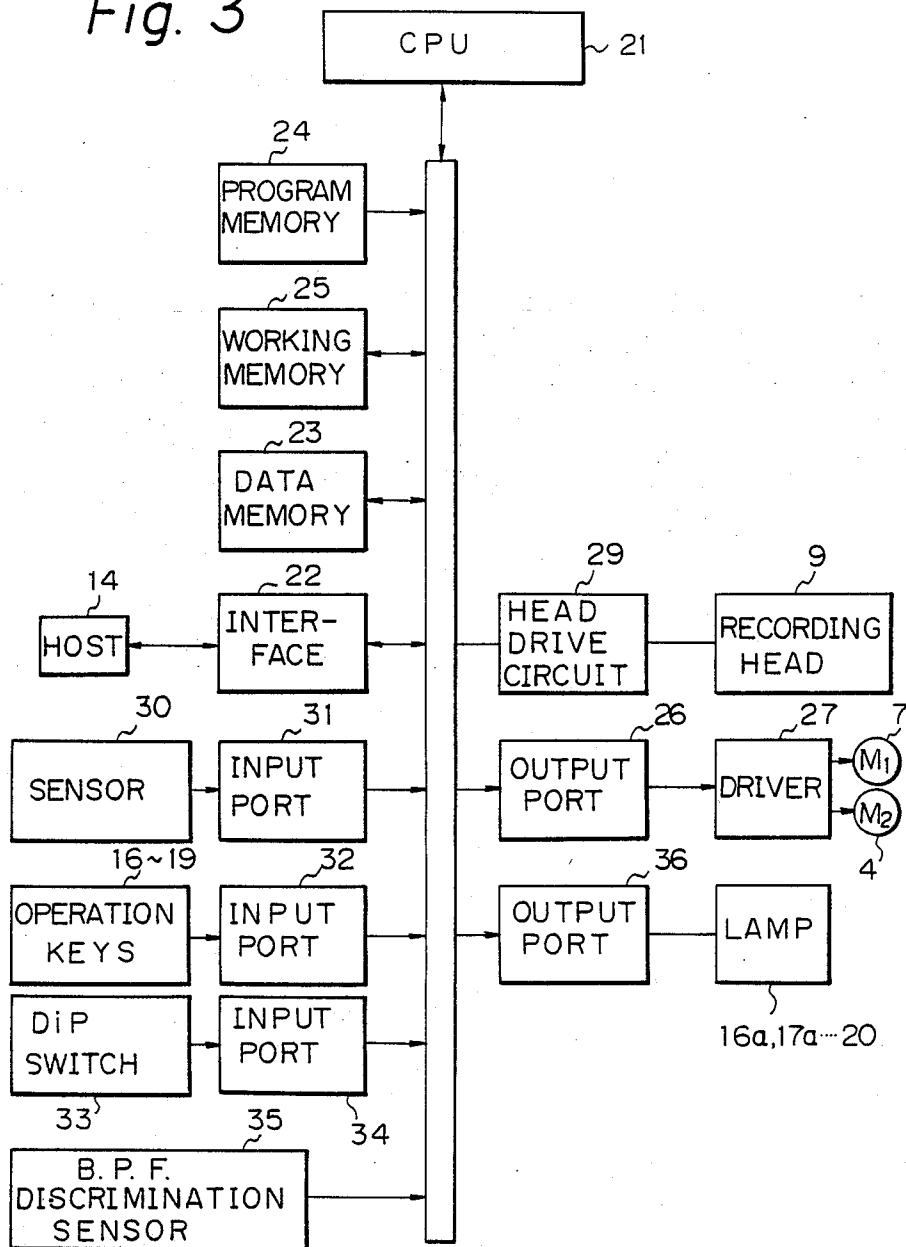 Fig. 3
CPU
21
24
PROGRAM
MEMORY
25
WORKING
MEMORY
23
DATA
MEMORY
14
HOST
22
INTER-
FACE
29
HEAD
DRIVE
CIRCUIT
9
RECORDING
HEAD
30
SENSOR
31
INPUT
PORT
26
OUTPUT
PORT
27
DRIVER
7
M1
M2
4
16~19
OPERATION
KEYS
32
INPUT
PORT
36
OUTPUT
PORT
LAMP
16a,17a····20
DiP
SWITCH
33
INPUT
PORT
34
35
B. P. F.
DISCRIMINATION
SENSOR